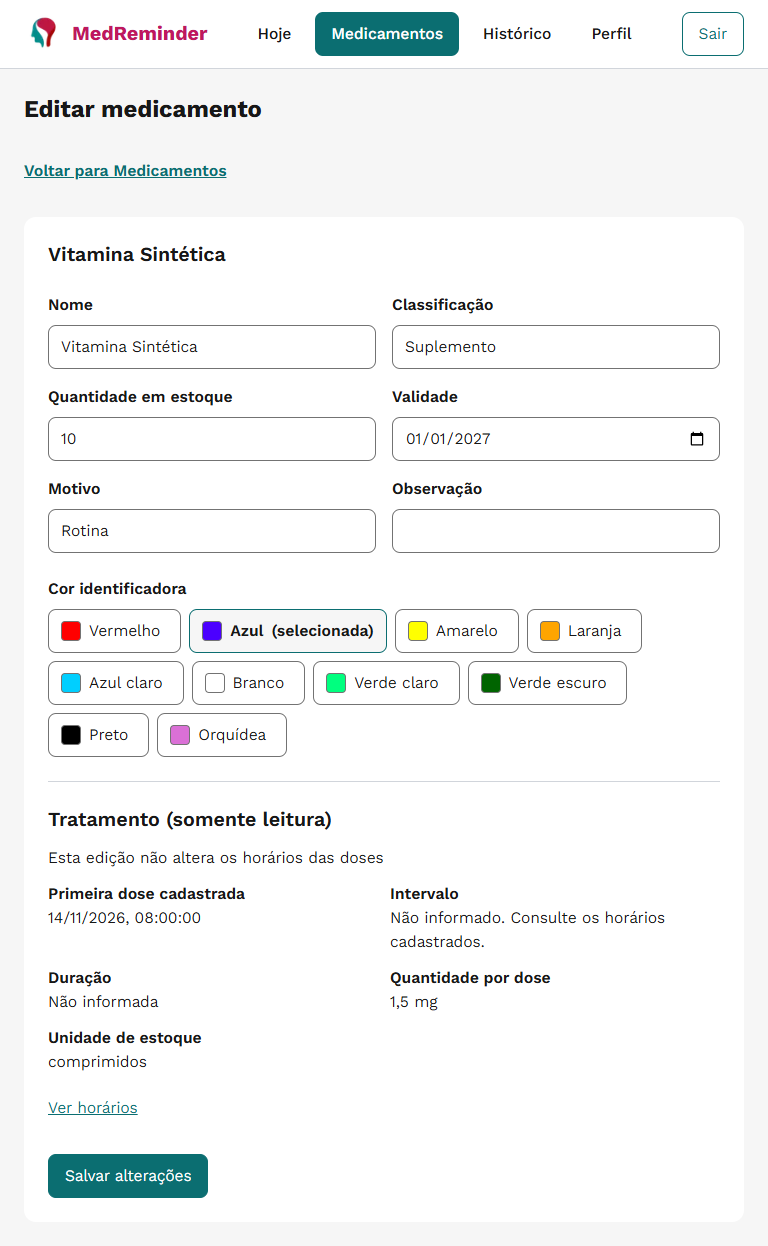 MedReminder Hoje Medicamentos Histórico Perfil Sair
Editar medicamento
Voltar para Medicamentos
Vitamina Sintética
Nome Classificação
Vitamina Sintética Suplemento
Quantidade em estoque Validade
10 01/01/2027
Motivo Observação
Rotina
Cor identificadora
Vermelho Azul (selecionada) Amarelo Laranja
Azul claro Branco Verde claro Verde escuro
Preto Orquídea
Tratamento (somente leitura)
Esta edição não altera os horários das doses
Primeira dose cadastrada Intervalo
14/11/2026, 08:00:00 Não informado. Consulte os horários
cadastrados.
Duração Quantidade por dose
Não informada 1,5 mg
Unidade de estoque
comprimidos
Ver horários
Salvar alterações